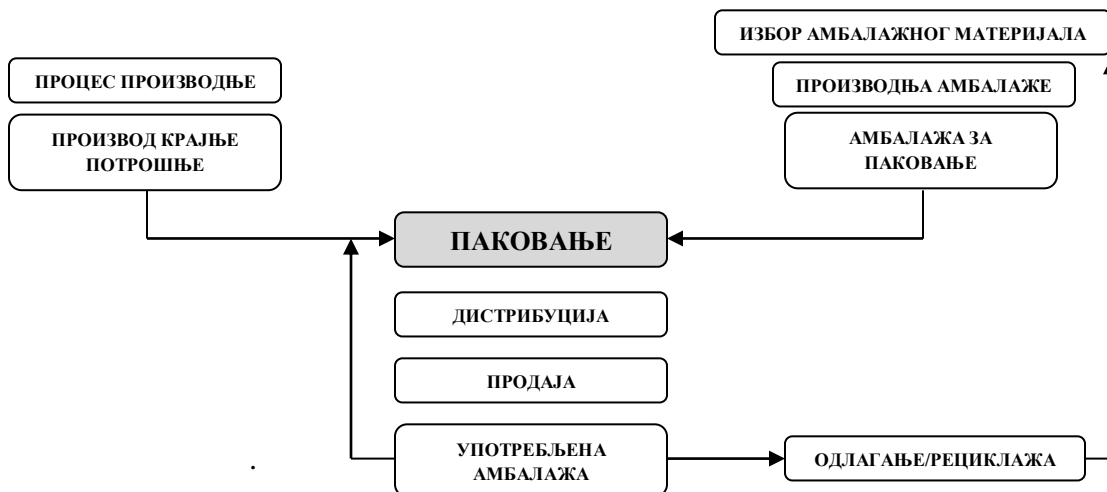 ИЗБОР АМБАЛАЖНОГ МАТЕРИЈАЛА
ПРОЦЕС ПРОИЗВОДЊЕ
ПРОИЗВОДЊА АМБАЛАЖЕ
ПРОИЗВОД КРАЈЊЕ
ПОТРОШЊЕ
АМБАЛАЖА ЗА
ПАКОВАЊЕ
ПАКОВАЊЕ
ДИСТРИБУЦИЈА
ПРОДАЈА
УПОТРЕБЉЕНА
АМБАЛАЖА
ОДЛАГАЊЕ/РЕЦИКЛАЖА
.